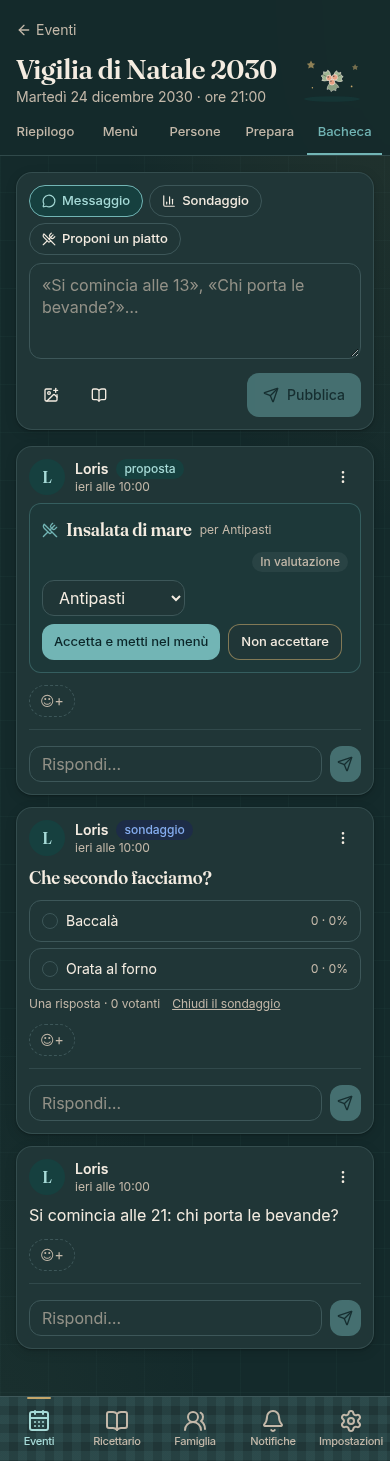 Eventi
Vigilia di Natale 2030
Martedì 24 dicembre 2030 · ore 21:00
Riepilogo Menù Persone Prepara Bacheca
Messaggio Sondaggio
Proponi un piatto
«Si comincia alle 13», «Chi porta le
bevande?»...
Pubblica
L Loris proposta
ieri alle 10:00
Insalata di mare per Antipasti
In valutazione
Antipasti
Accetta e metti nel menù Non accettare
Rispondi...
L Loris sondaggio
ieri alle 10:00
Che secondo facciamo?
Baccalà 0 · 0%
Orata al forno 0 · 0%
Una risposta · 0 votanti Chiudi il sondaggio
Rispondi...
L Loris
ieri alle 10:00
Si comincia alle 21: chi porta le bevande?
Rispondi...
Eventi Ricettario Famiglia Notifiche Impostazioni